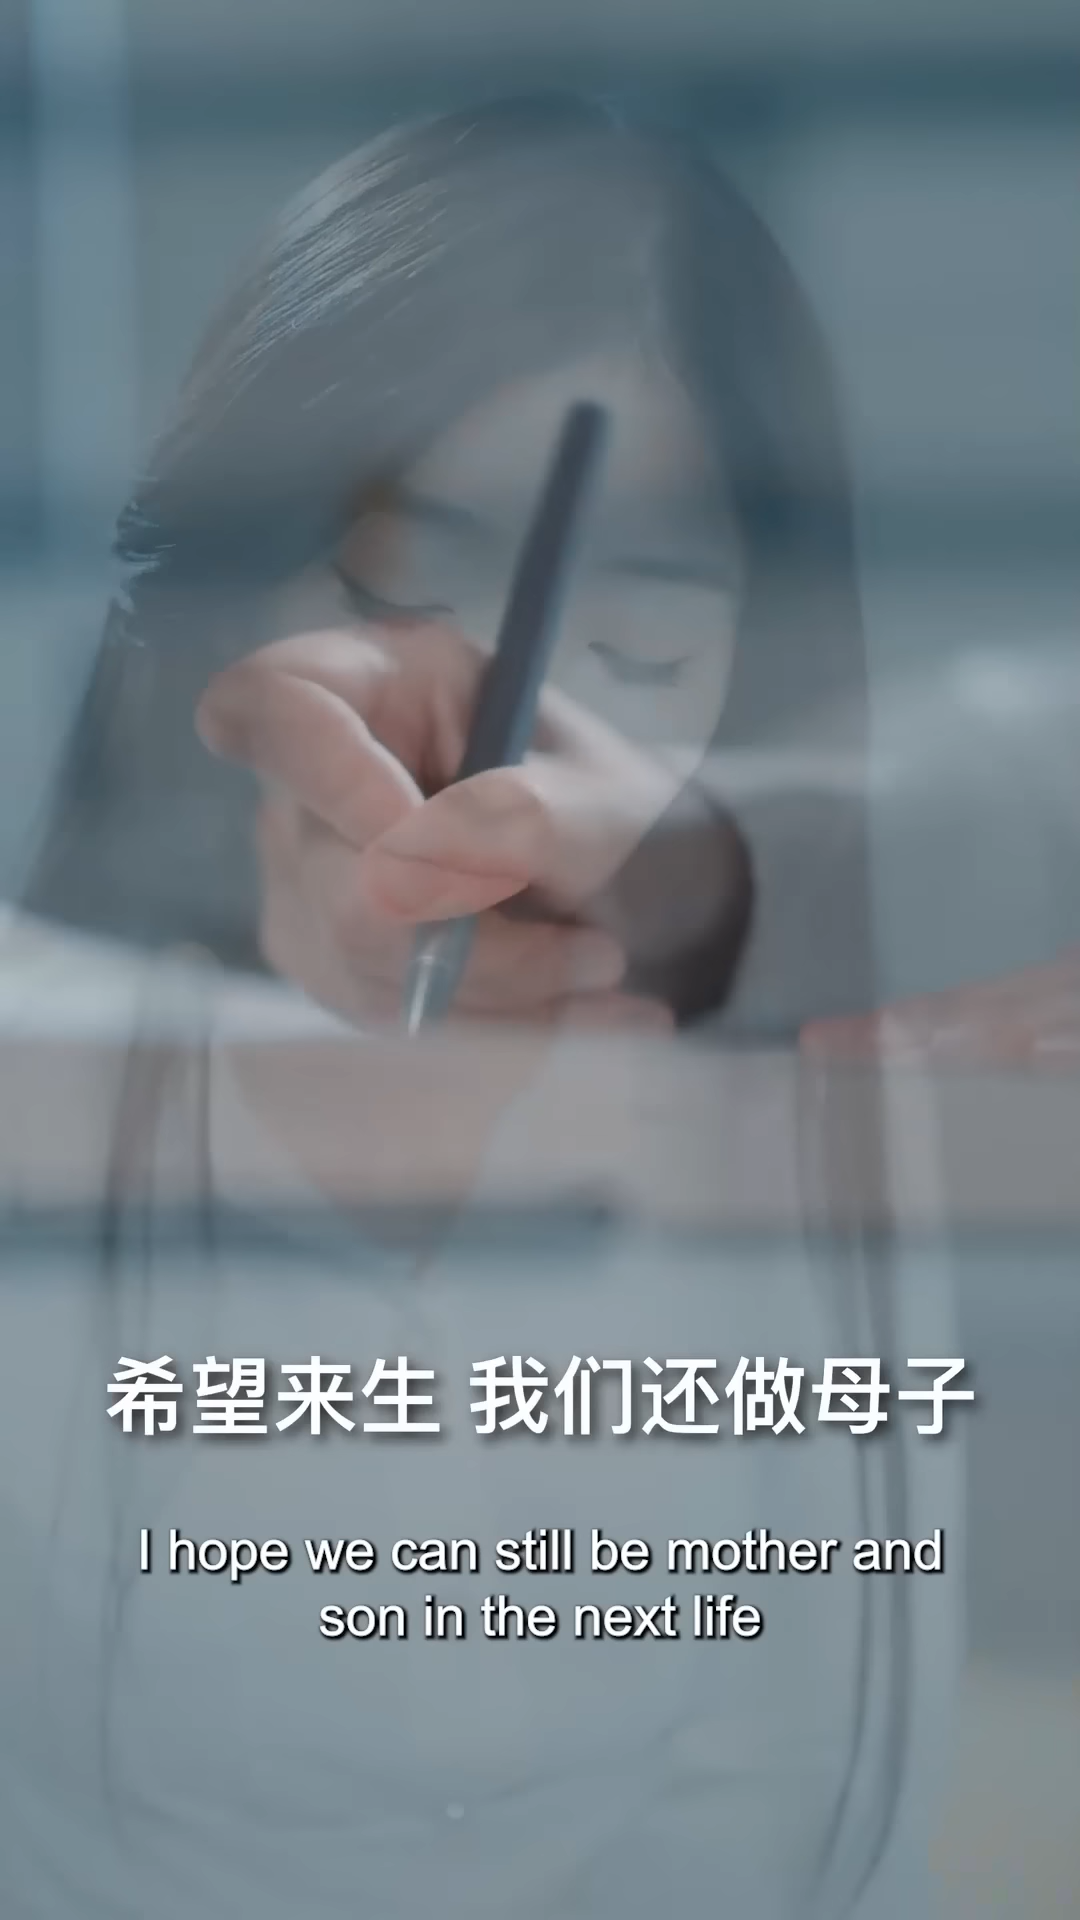 希望来生 我们还做母子
I hope we can still be mother and
son in the next life